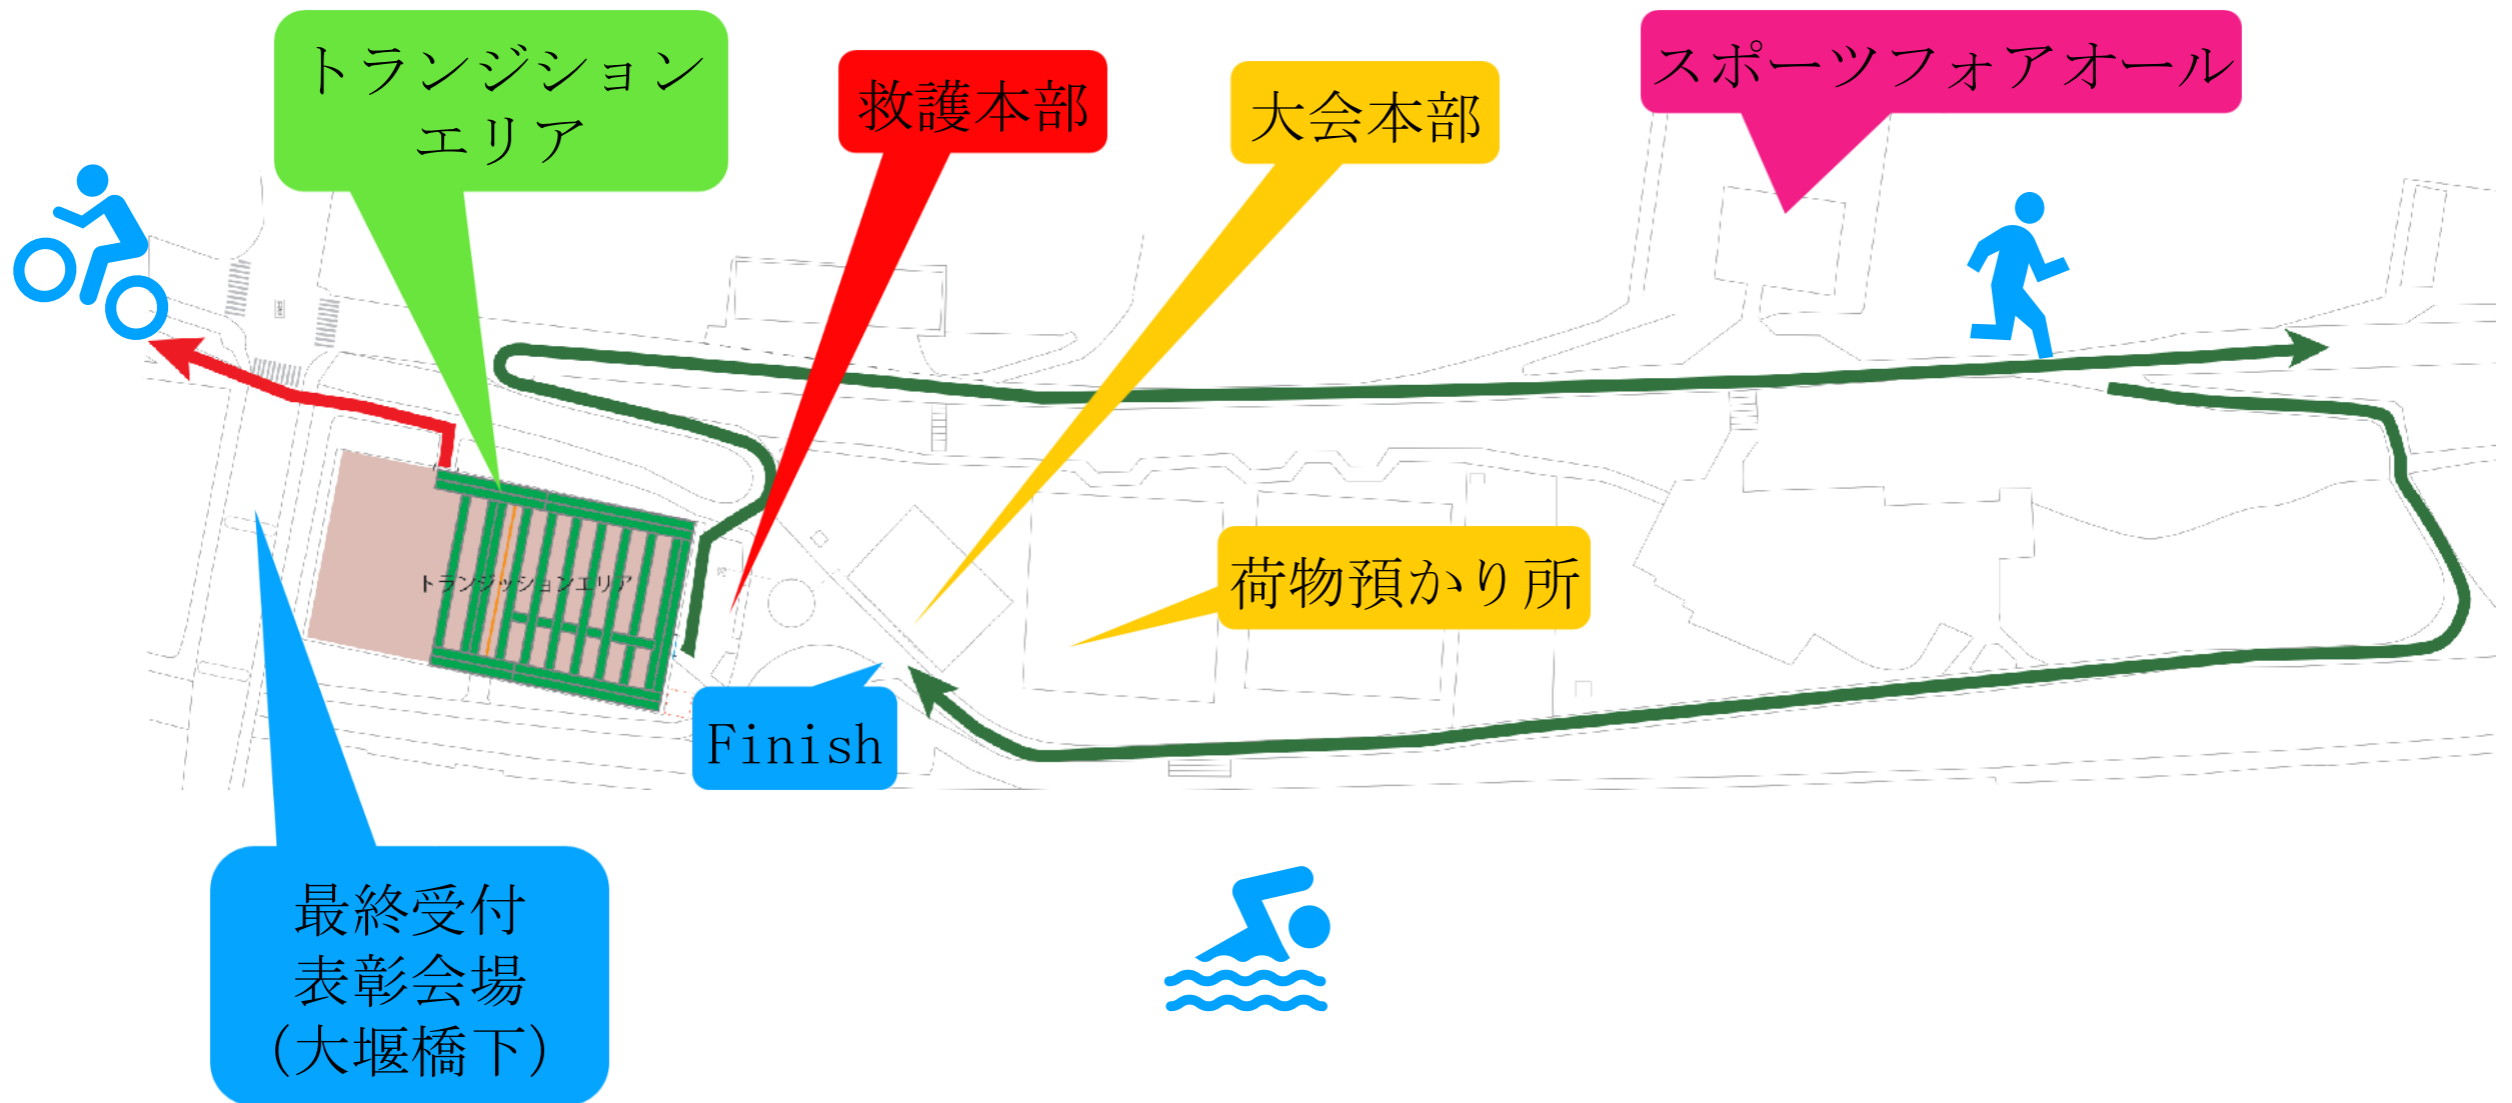 トランジション
エリア
救護本部
大会本部
スポーツフォアオール
荷物預かり所
トランジッションエリア
Finish
最終受付
表彰会場
(大堰橋下)